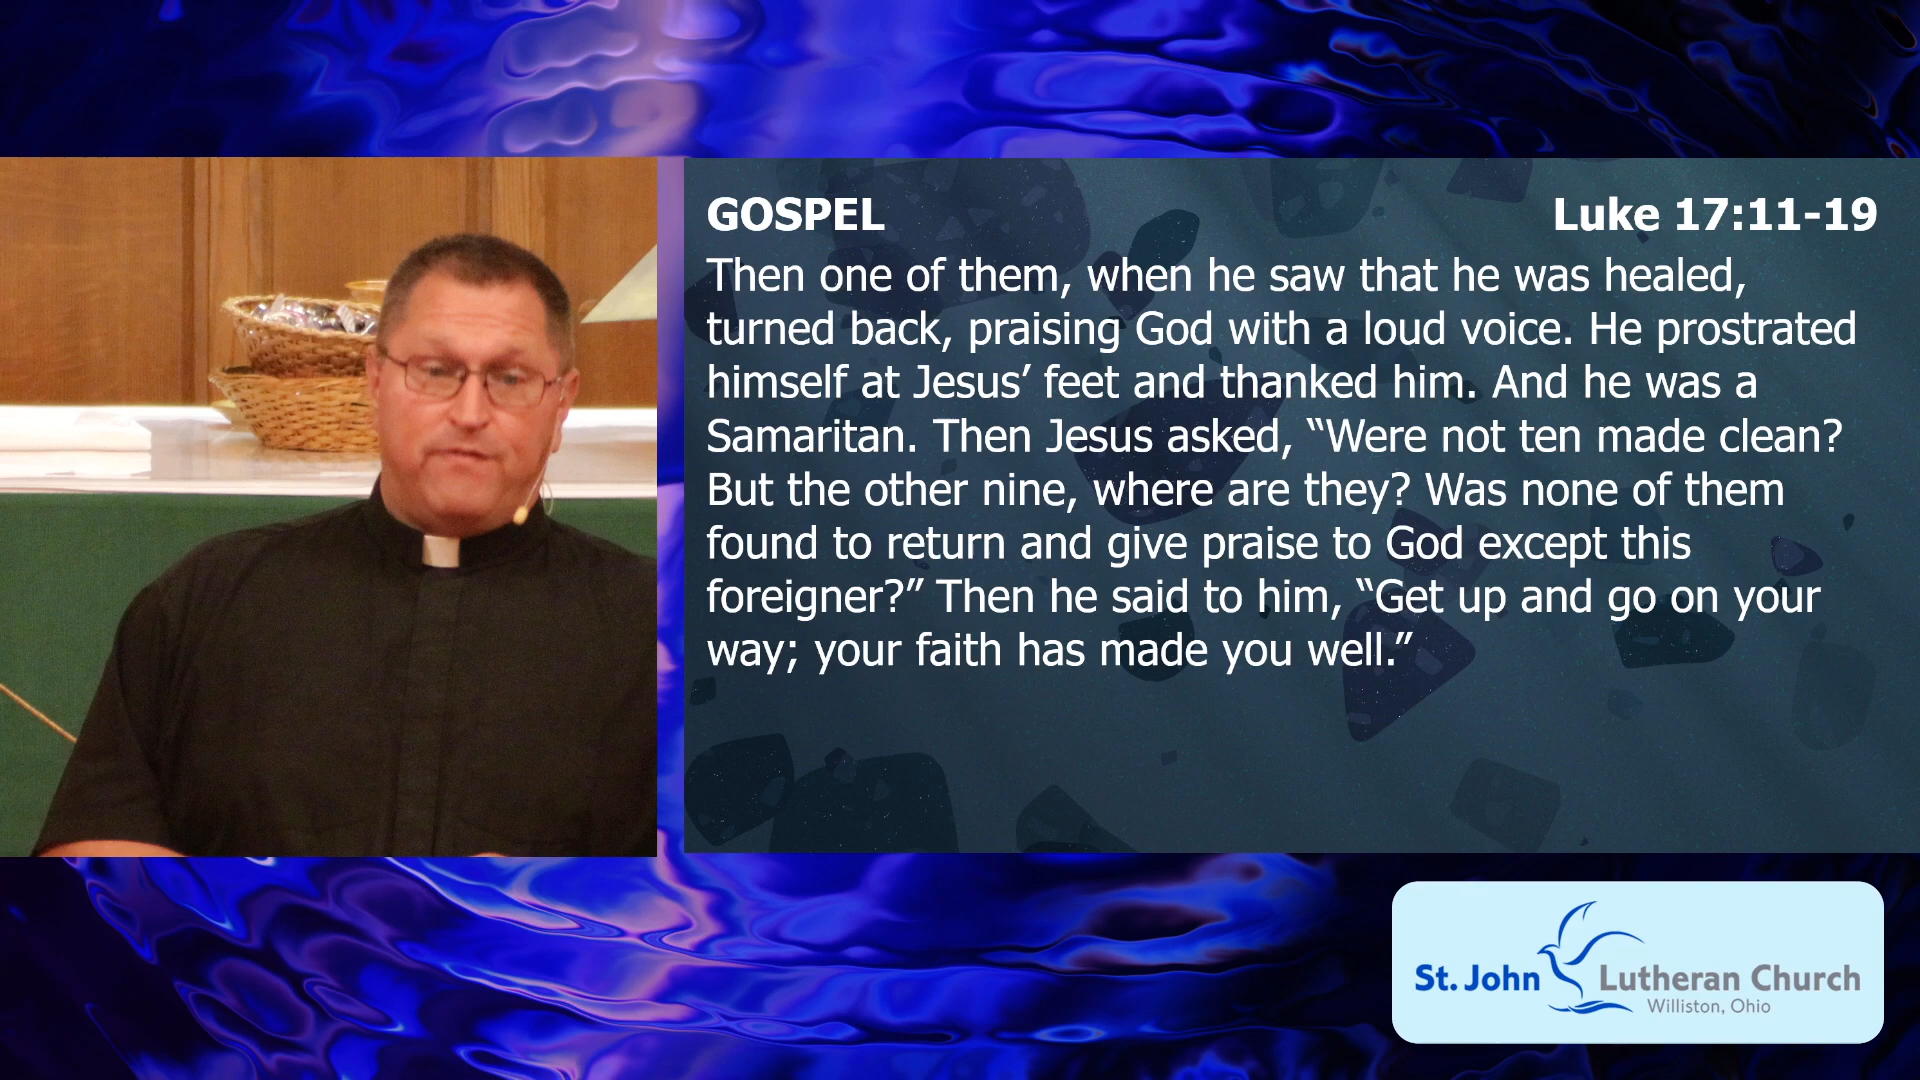 GOSPEL Luke 17:11-19
Then one of them, when he saw that he was healed,
turned back, praising God with a loud voice. He prostrated
himself at Jesus’ feet and thanked him. And he was a
Samaritan. Then Jesus asked, “Were not ten made clean?
But the other nine, where are they? Was none of them
found to return and give praise to God except this
foreigner?” Then he said to him, “Get up and go on your
way; your faith has made you well.”
St. John Lutheran Church
Williston, Ohio